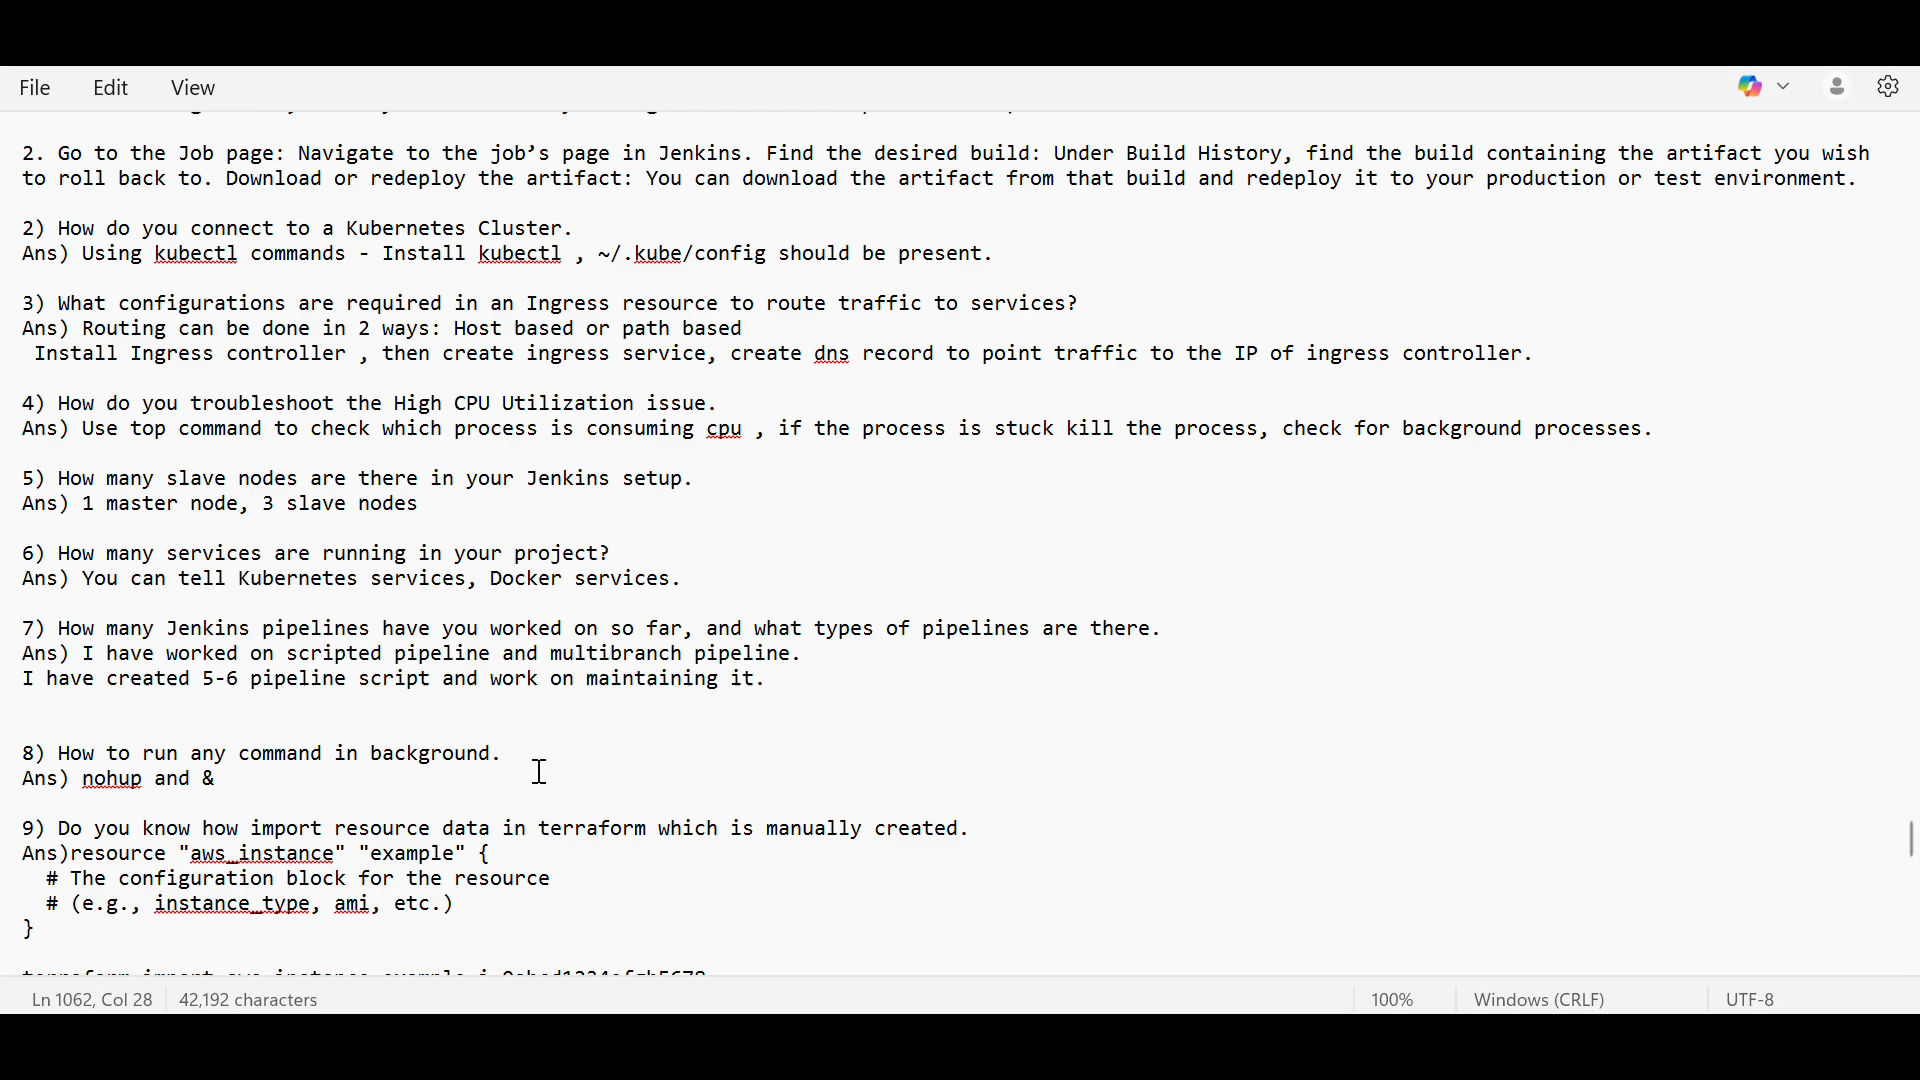 File Edit View
2. Go to the Job page: Navigate to the job’s page in Jenkins. Find the desired build: Under Build History, find the build containing the artifact you wish
to roll back to. Download or redeploy the artifact: You can download the artifact from that build and redeploy it to your production or test environment.
2) How do you connect to a Kubernetes Cluster.
Ans) Using kubectl commands - Install kubectl , ~/.kube/config should be present.
3) What configurations are required in an Ingress resource to route traffic to services?
Ans) Routing can be done in 2 ways: Host based or path based
Install Ingress controller , then create ingress service, create dns record to point traffic to the IP of ingress controller.
4) How do you troubleshoot the High CPU Utilization issue.
Ans) Use top command to check which process is consuming cpu , if the process is stuck kill the process, check for background processes.
5) How many slave nodes are there in your Jenkins setup.
Ans) 1 master node, 3 slave nodes
6) How many services are running in your project?
Ans) You can tell Kubernetes services, Docker services.
7) How many Jenkins pipelines have you worked on so far, and what types of pipelines are there.
Ans) I have worked on scripted pipeline and multibranch pipeline.
I have created 5-6 pipeline script and work on maintaining it.
8) How to run any command in background.
Ans) nohup and &
9) Do you know how import resource data in terraform which is manually created.
Ans)resource "aws_instance" "example" {
# The configuration block for the resource
# (e.g., instance_type, ami, etc.)
}
Ln 1062, Col 28 42,192 characters 100% Windows (CRLF) UTF-8